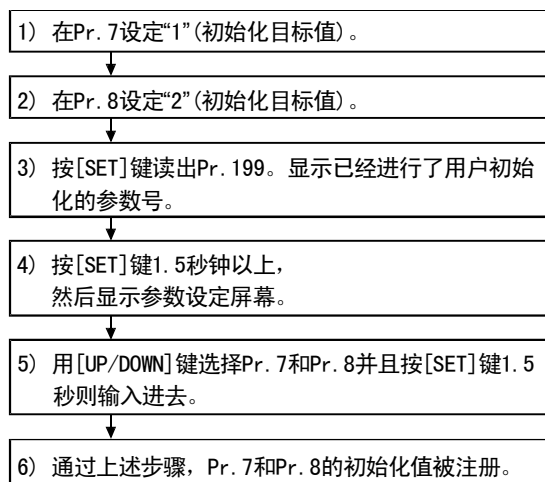 1) 在Pr.7设定“1”(初始化目标值)。
2) 在Pr.8设定“2”(初始化目标值)。
3) 按[SET]键读出Pr.199。显示已经进行了用户初始
化的参数号。
4) 按[SET]键1.5秒钟以上，
然后显示参数设定屏幕。
5) 用[UP/DOWN]键选择Pr.7和Pr.8并且按[SET]键1.5
秒则输入进去。
6) 通过上述步骤，Pr.7和Pr.8的初始化值被注册。